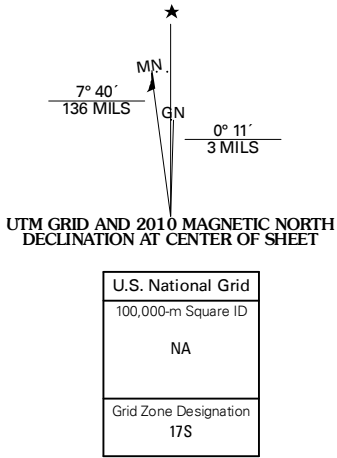 M.N.
7° 40´
136 MILS
GN
0° 11´
3 MILS
UTM GRID AND 2010 MAGNETIC NORTH
DECLINATION AT CENTER OF SHEET
U.S. National Grid
100,000-m Square ID
NA
Grid Zone Designation
17S